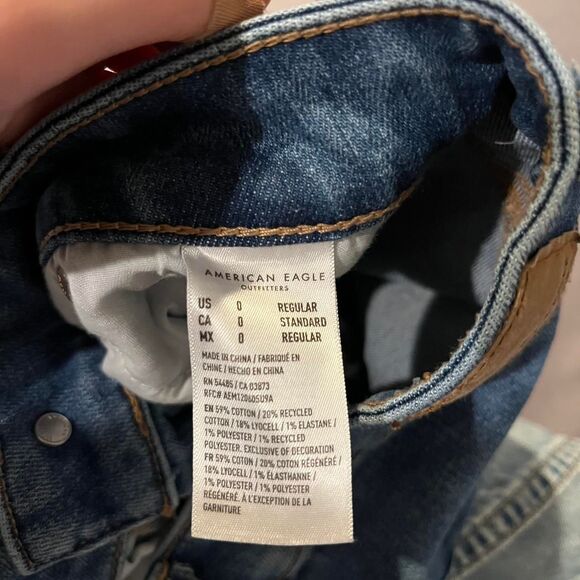 AMERICAN EAGLE
OUTFITTERS
US 0 REGULAR
CA 0 STANDARD
MX 0 REGULAR
MADE IN CHINA / FABRIQUÉ EN
CHINE / HECHO EN CHINA
RN 54485 / CA 03873
RFC# AEM120605U9A
EN 59% COTTON / 20% RECYCLED
COTTON / 18% LYOCELL / 1% ELASTANE /
1% POLYESTER / 1% RECYCLED
POLYESTER. EXCLUSIVE OF DECORATION
FR 59% COTON / 20% COTON RÉGÉNÉRÉ /
18% LYOCELL / 1% ÉLASTHANNE /
1% POLYESTER / 1% POLYESTER
RÉGÉNÉRÉ. À L'EXCEPTION DE LA
GARNITURE